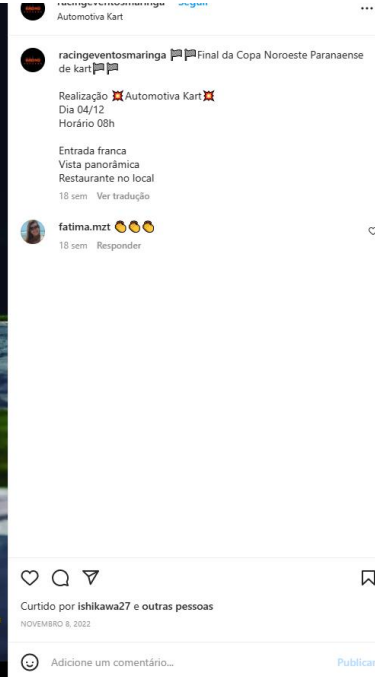 racingeventosmaringa Seguir
Automotiva Kart
racingeventosmaringa 🏁🏁Final da Copa Noroeste Paranaense
de kart🏁🏁
Realização 💥Automotiva Kart💥
Dia 04/12
Horário 08h
Entrada franca
Vista panorâmica
Restaurante no local
18 sem Ver tradução
fatima.mzt 👏👏👏
18 sem Responder
Curtido por ishikawa27 e outras pessoas
NOVEMBRO 8, 2022
Adicione um comentário...
Publicar